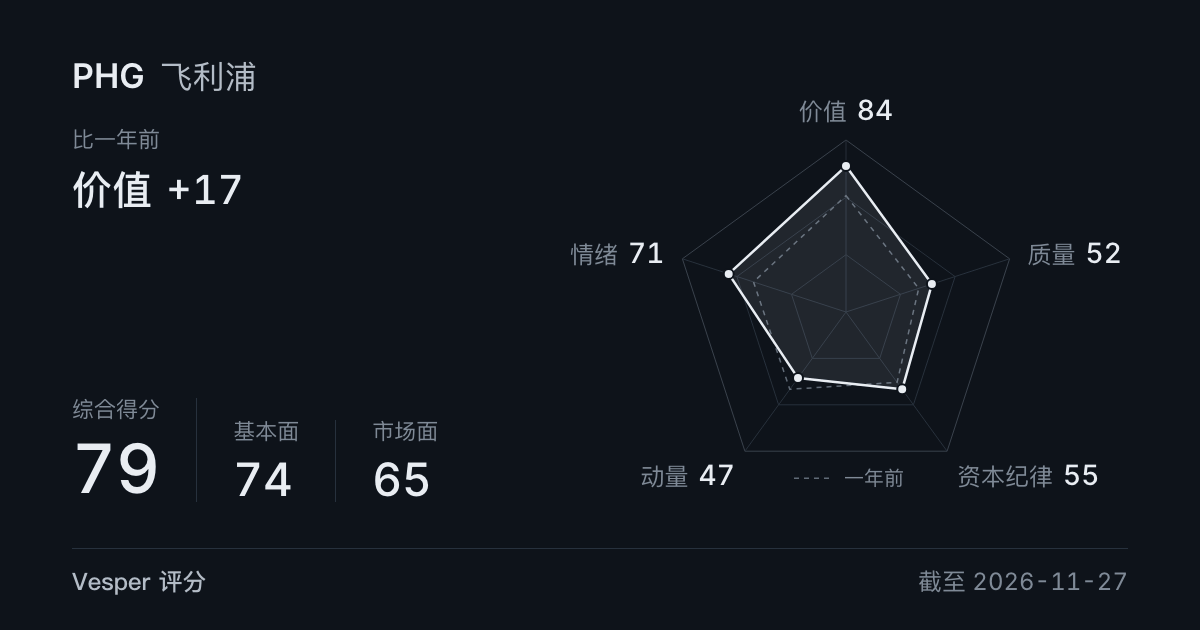 PHG 飞利浦
比一年前
价值 +17
价值 84
情绪 71
质量 52
动量 47
一年前
资本纪律 55
综合得分
79
基本面
74
市场面
65
Vesper 评分
截至 2026-11-27